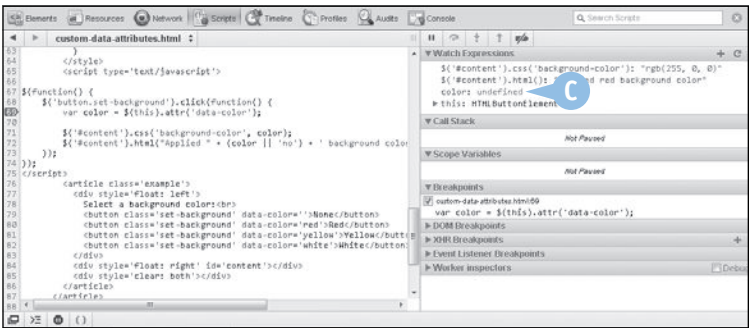 Elements Resources Network Scripts Timeline Profiles Audits Console Search Scripts
custom-data-attributes.html
63 }
64 </style>
65 <script type="text/javascript">
66
67 $(function() {
68 $('button.set-background').click(function() {
69 var color = $(this).attr('data-color');
70
71 $('#content').css('background-color', color);
72 $('#content').html("Applied " + (color || 'no') + ' background color
73 });
74 });
75 </script>
76 <article class='example'>
77 <div style='float: left'>
78 Select a background color:<br>
79 <button class='set-background' data-color=''>None</button>
80 <button class='set-background' data-color='red'>Red</button>
81 <button class='set-background' data-color='yellow'>Yellow</butt
82 <button class='set-background' data-color='white'>White</button>
83 </div>
84 <div style='float: right' id='content'></div>
85 <div style='clear: both'></div>
86 </article>
87 </article>
88
Watch Expressions
$('#content').css('background-color'): "rgb(255, 0, 0)"
$('#content').html(): red background color"
color: undefined
this: HTMLButtonElement
C
Call Stack
Not Paused
Scope Variables
Not Paused
Breakpoints
custom-data-attributes.html:69
var color = $(this).attr('data-color');
DOM Breakpoints
XHR Breakpoints
Event Listener Breakpoints
Worker inspectors
Debug